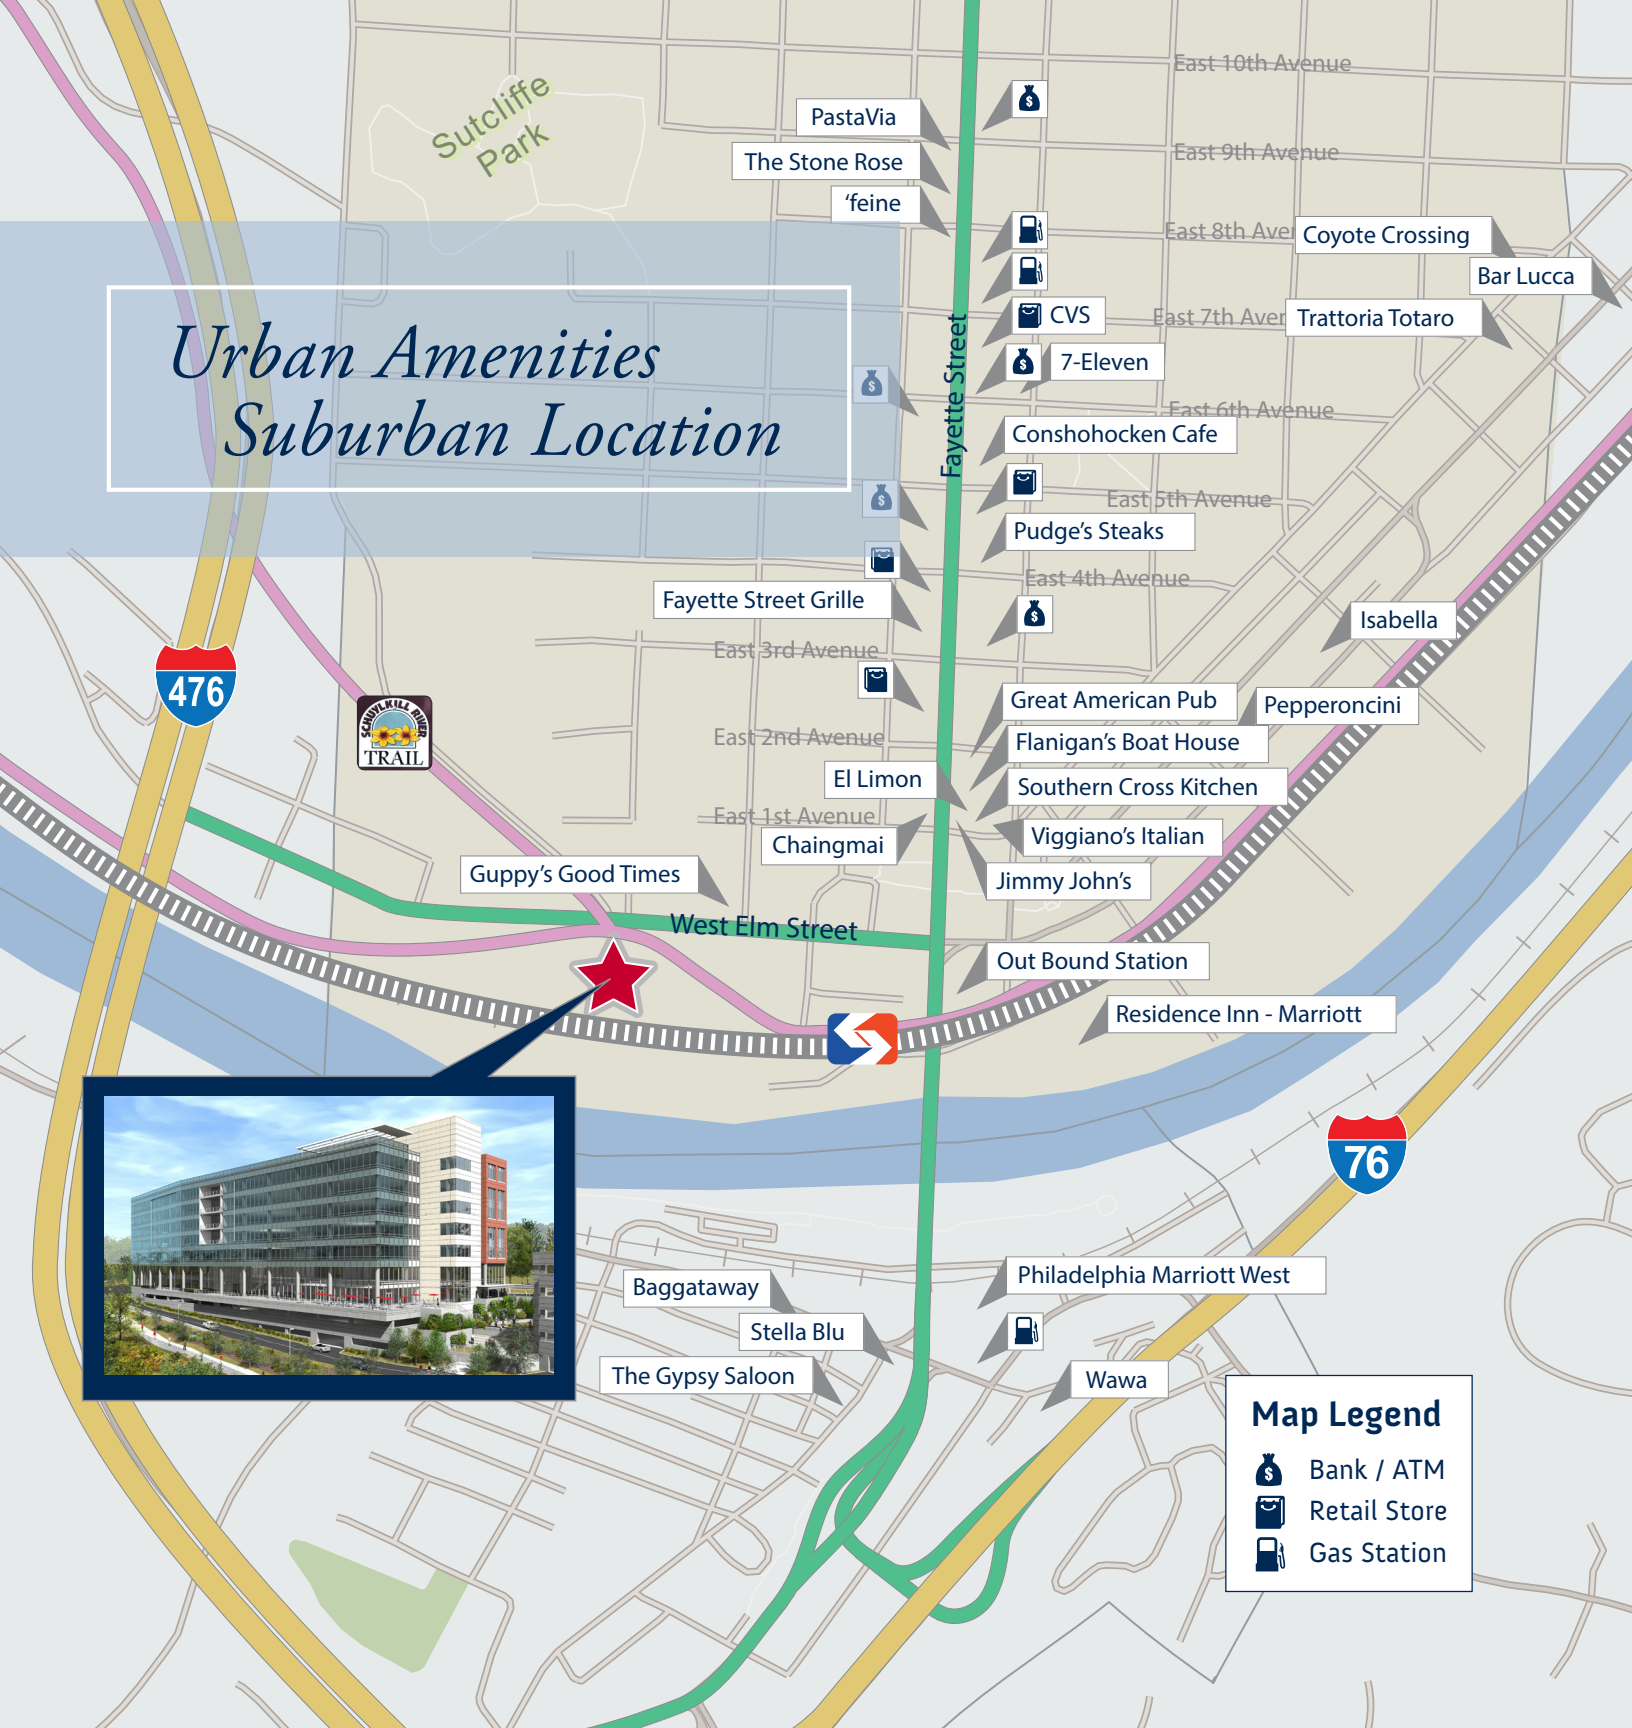 East 10th Avenue
Sutcliffe
Park
PastaVia
East 9th Avenue
The Stone Rose
'feine
East 8th Aven
Coyote Crossing
Bar Lucca
CVS
East 7th Aven
Trattoria Totaro
Urban Amenities
Suburban Location
7-Eleven
Fayette Street
East 6th Avenue
Conshohocken Cafe
East 5th Avenue
Pudge's Steaks
East 4th Avenue
Fayette Street Grille
Isabella
East 3rd Avenue
476
SCHUYLKILL RIVER
TRAIL
Great American Pub
Pepperoncini
East 2nd Avenue
Flanigan's Boat House
El Limon
Southern Cross Kitchen
East 1st Avenue
Chaingmai
Viggiano's Italian
Guppy's Good Times
Jimmy John's
West Elm Street
Out Bound Station
Residence Inn - Marriott
76
Philadelphia Marriott West
Baggataway
Stella Blu
The Gypsy Saloon
Wawa
Map Legend
$ Bank / ATM
Retail Store
Gas Station